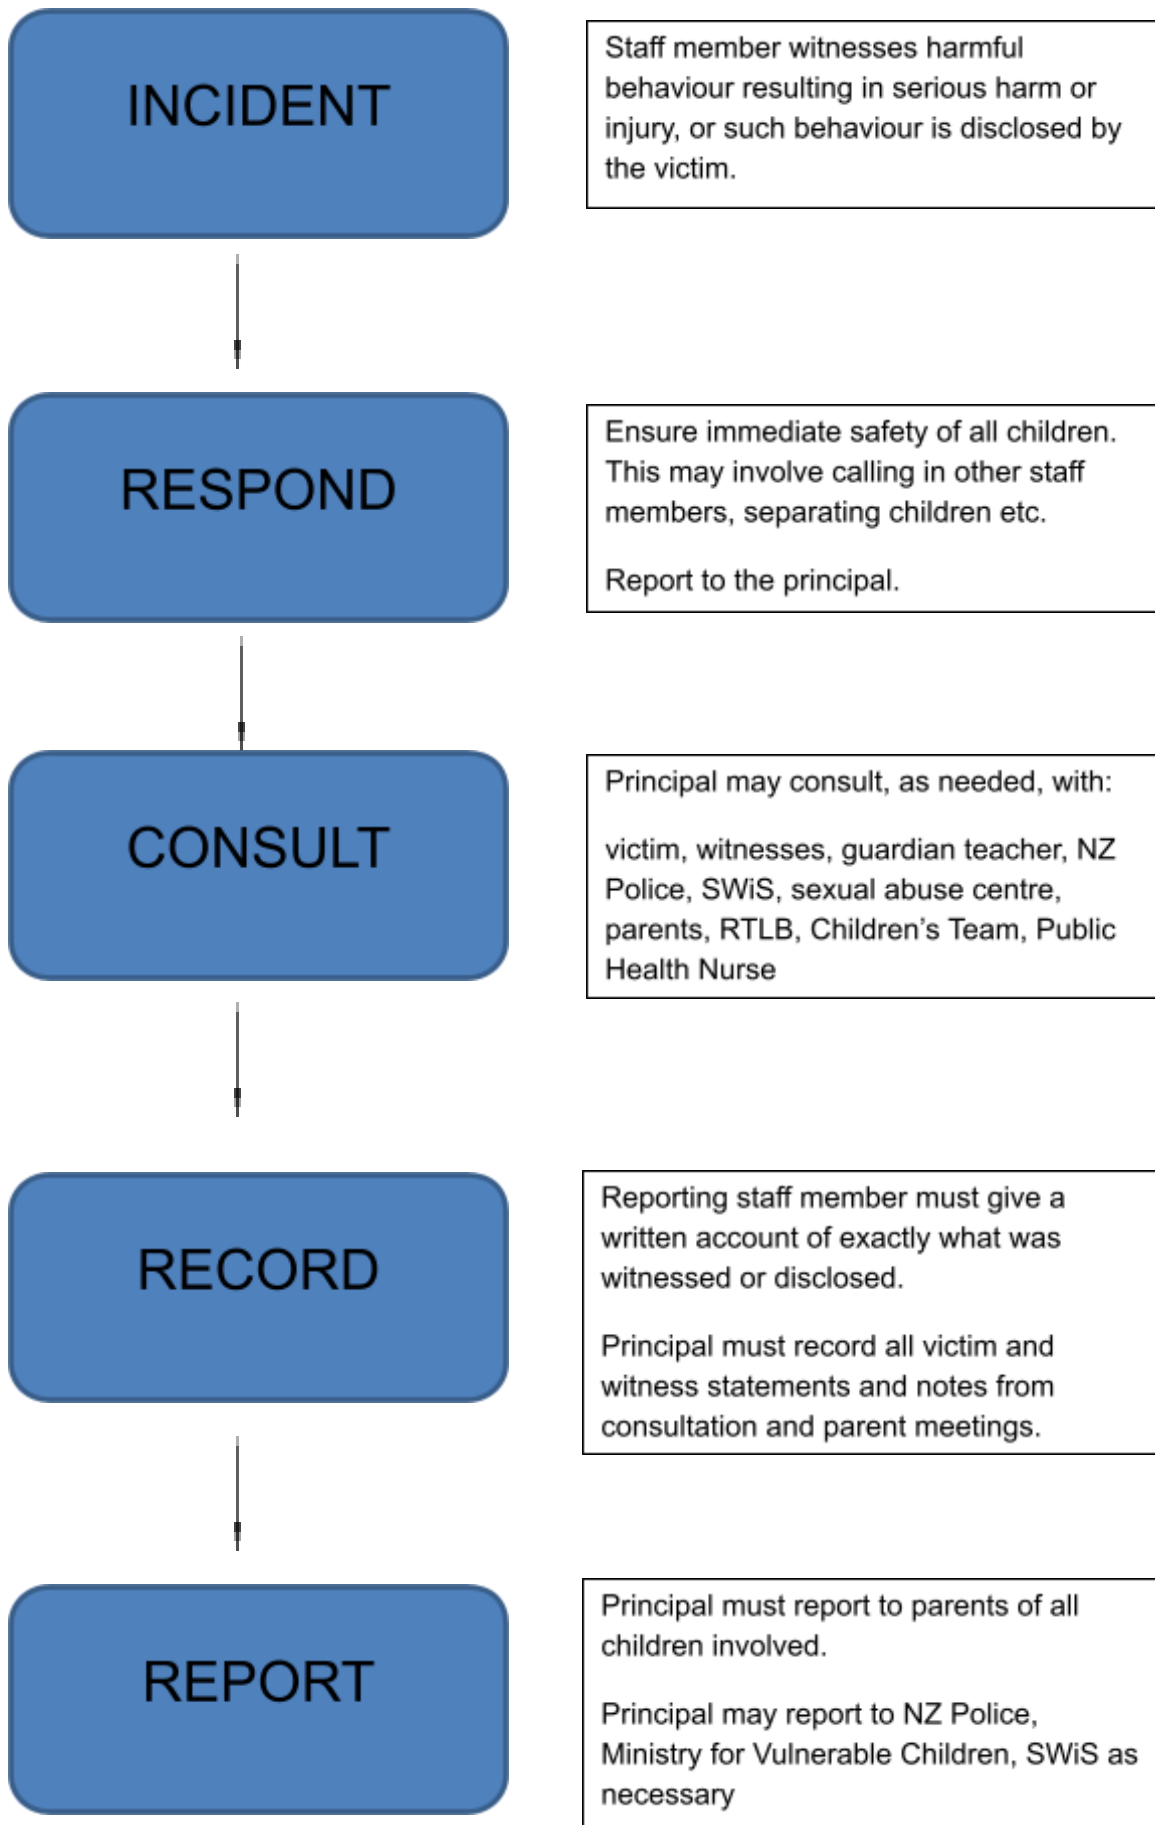 INCIDENT
Staff member witnesses harmful
behaviour resulting in serious harm or
injury, or such behaviour is disclosed by
the victim.
RESPOND
Ensure immediate safety of all children.
This may involve calling in other staff
members, separating children etc.
Report to the principal.
CONSULT
Principal may consult, as needed, with:
victim, witnesses, guardian teacher, NZ
Police, SWiS, sexual abuse centre,
parents, RTLB, Children’s Team, Public
Health Nurse
RECORD
Reporting staff member must give a
written account of exactly what was
witnessed or disclosed.
Principal must record all victim and
witness statements and notes from
consultation and parent meetings.
REPORT
Principal must report to parents of all
children involved.
Principal may report to NZ Police,
Ministry for Vulnerable Children, SWiS as
necessary